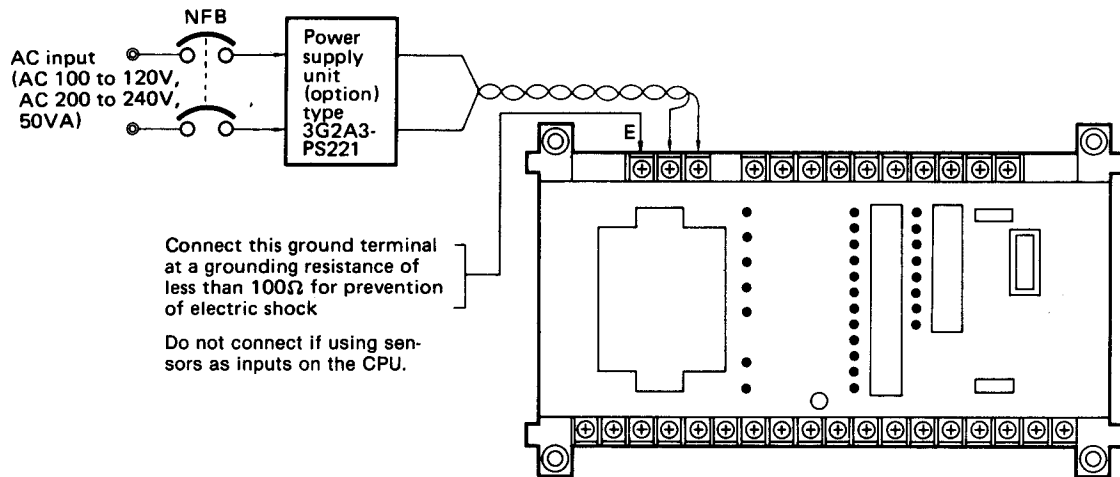 NFB
AC input
(AC 100 to 120V,
AC 200 to 240V,
50VA)
Power
supply
unit
(option)
type
3G2A3-
PS221
E
Connect this ground terminal
at a grounding resistance of
less than 100Ω for prevention
of electric shock
Do not connect if using sen-
sors as inputs on the CPU.